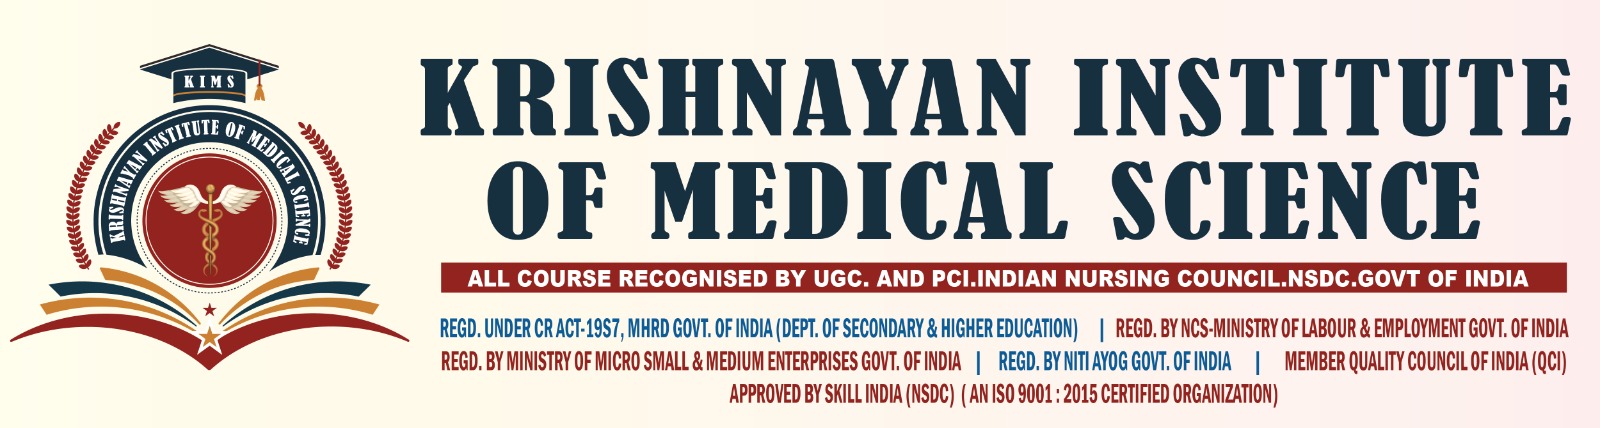 KIMS
KRISHNAYAN INSTITUTE OF MEDICAL SCIENCE
KRISHNAYAN INSTITUTE
OF MEDICAL SCIENCE
ALL COURSE RECOGNISED BY UGC. AND PCI.INDIAN NURSING COUNCIL.NSDC.GOVT OF INDIA
REGD. UNDER CR ACT-19S7, MHRD GOVT. OF INDIA (DEPT. OF SECONDARY & HIGHER EDUCATION) | REGD. BY NCS-MINISTRY OF LABOUR & EMPLOYMENT GOVT. OF INDIA
REGD. BY MINISTRY OF MICRO SMALL & MEDIUM ENTERPRISES GOVT. OF INDIA | REGD. BY NITI AYOG GOVT. OF INDIA | MEMBER QUALITY COUNCIL OF INDIA (QCI)
APPROVED BY SKILL INDIA (NSDC) ( AN ISO 9001 : 2015 CERTIFIED ORGANIZATION)